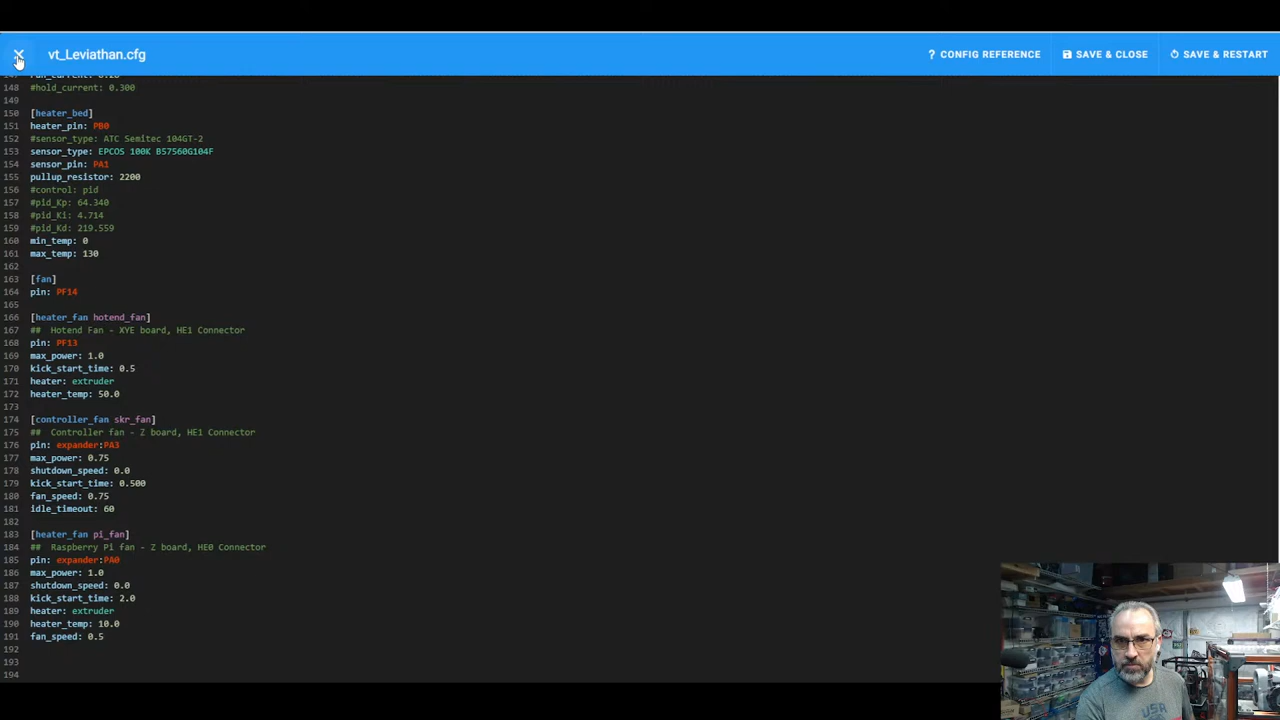 vt_Leviathan.cfg
? CONFIG REFERENCE
SAVE & CLOSE
SAVE & RESTART
148 #hold_current: 0.300
149
150 [heater_bed]
151 heater_pin: PB0
152 #sensor_type: ATC Semitec 104GT-2
153 sensor_type: EPCOS 100K B57560G104F
154 sensor_pin: PA1
155 pullup_resistor: 2200
156 #control: pid
157 #pid_Kp: 64.340
158 #pid_Ki: 4.714
159 #pid_Kd: 219.559
160 min_temp: 0
161 max_temp: 130
162
163 [fan]
164 pin: PF14
165
166 [heater_fan hotend_fan]
167 ##  Hotend Fan - XYE board, HE1 Connector
168 pin: PF13
169 max_power: 1.0
170 kick_start_time: 0.5
171 heater: extruder
172 heater_temp: 50.0
173
174 [controller_fan skr_fan]
175 ##  Controller fan - Z board, HE1 Connector
176 pin: expander:PA3
177 max_power: 0.75
178 shutdown_speed: 0.0
179 kick_start_time: 0.500
180 fan_speed: 0.75
181 idle_timeout: 60
182
183 [heater_fan pi_fan]
184 ##  Raspberry Pi fan - Z board, HE0 Connector
185 pin: expander:PA0
186 max_power: 1.0
187 shutdown_speed: 0.0
188 kick_start_time: 2.0
189 heater: extruder
190 heater_temp: 10.0
191 fan_speed: 0.5
192
193
194